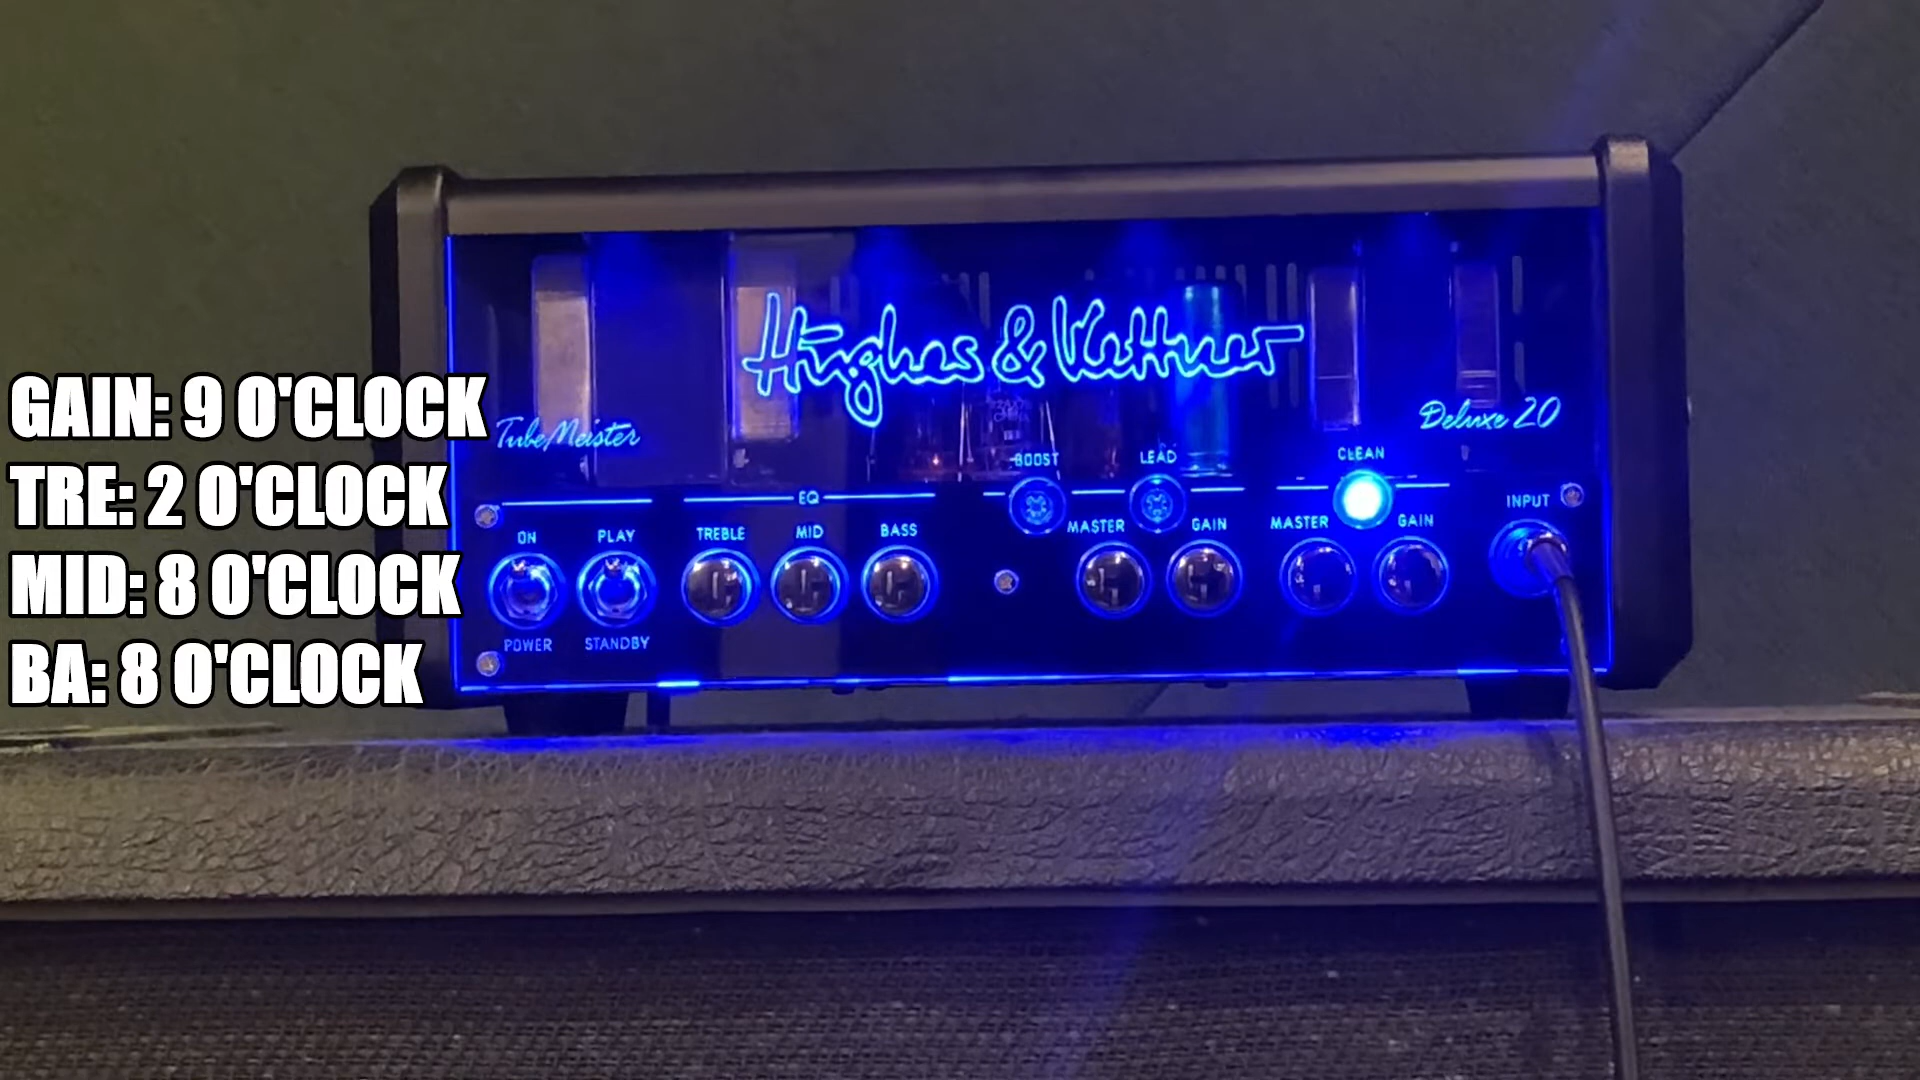 GAIN: 9 O'CLOCK
TRE: 2 O'CLOCK
MID: 8 O'CLOCK
BA: 8 O'CLOCK
Hughes & Kettner
TubeMeister
Deluxe 20
BOOST LEAD CLEAN
EQ
INPUT
ON PLAY TREBLE MID BASS MASTER GAIN MASTER GAIN
POWER STANDBY